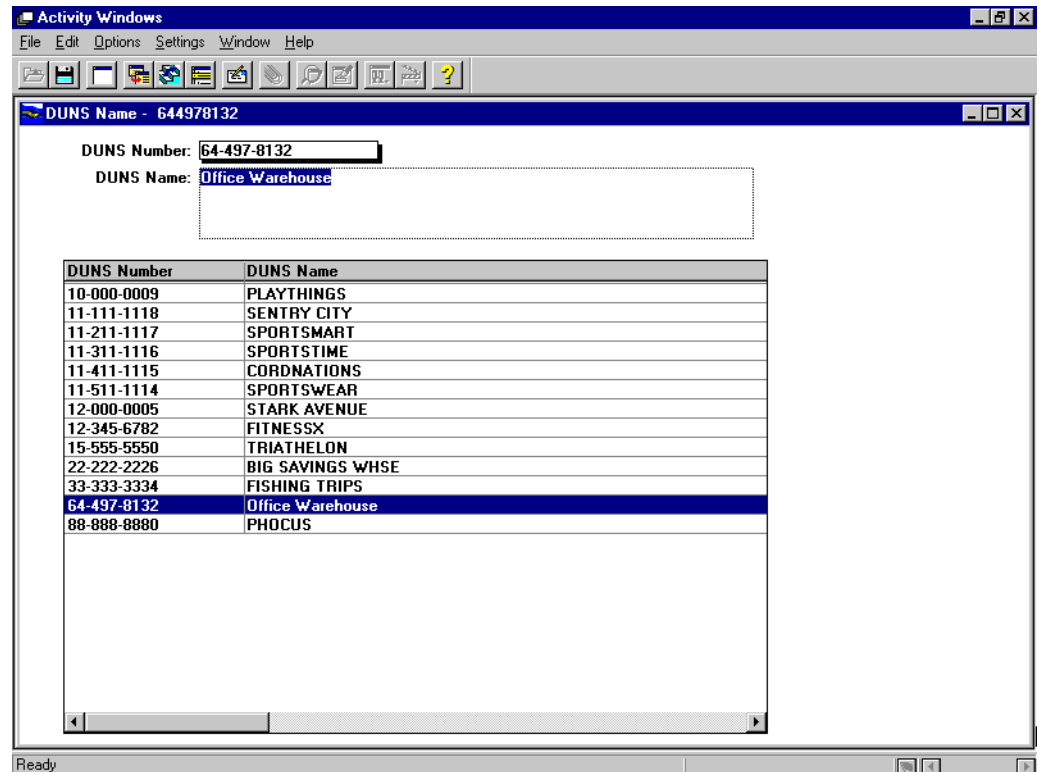 Activity Windows
File Edit Options Settings Window Help
DUNS Name - 644978132
DUNS Number: 64-497-8132
DUNS Name: Office Warehouse
DUNS Number DUNS Name
10-000-0009 PLAYTHINGS
11-111-1118 SENTRY CITY
11-211-1117 SPORTSMART
11-311-1116 SPORTSTIME
11-411-1115 CORDNATIONS
11-511-1114 SPORTSWEAR
12-000-0005 STARK AVENUE
12-345-6782 FITNESSX
15-555-5550 TRIATHELON
22-222-2226 BIG SAVINGS WHSE
33-333-3334 FISHING TRIPS
64-497-8132 Office Warehouse
88-888-8880 PHOCUS
Ready